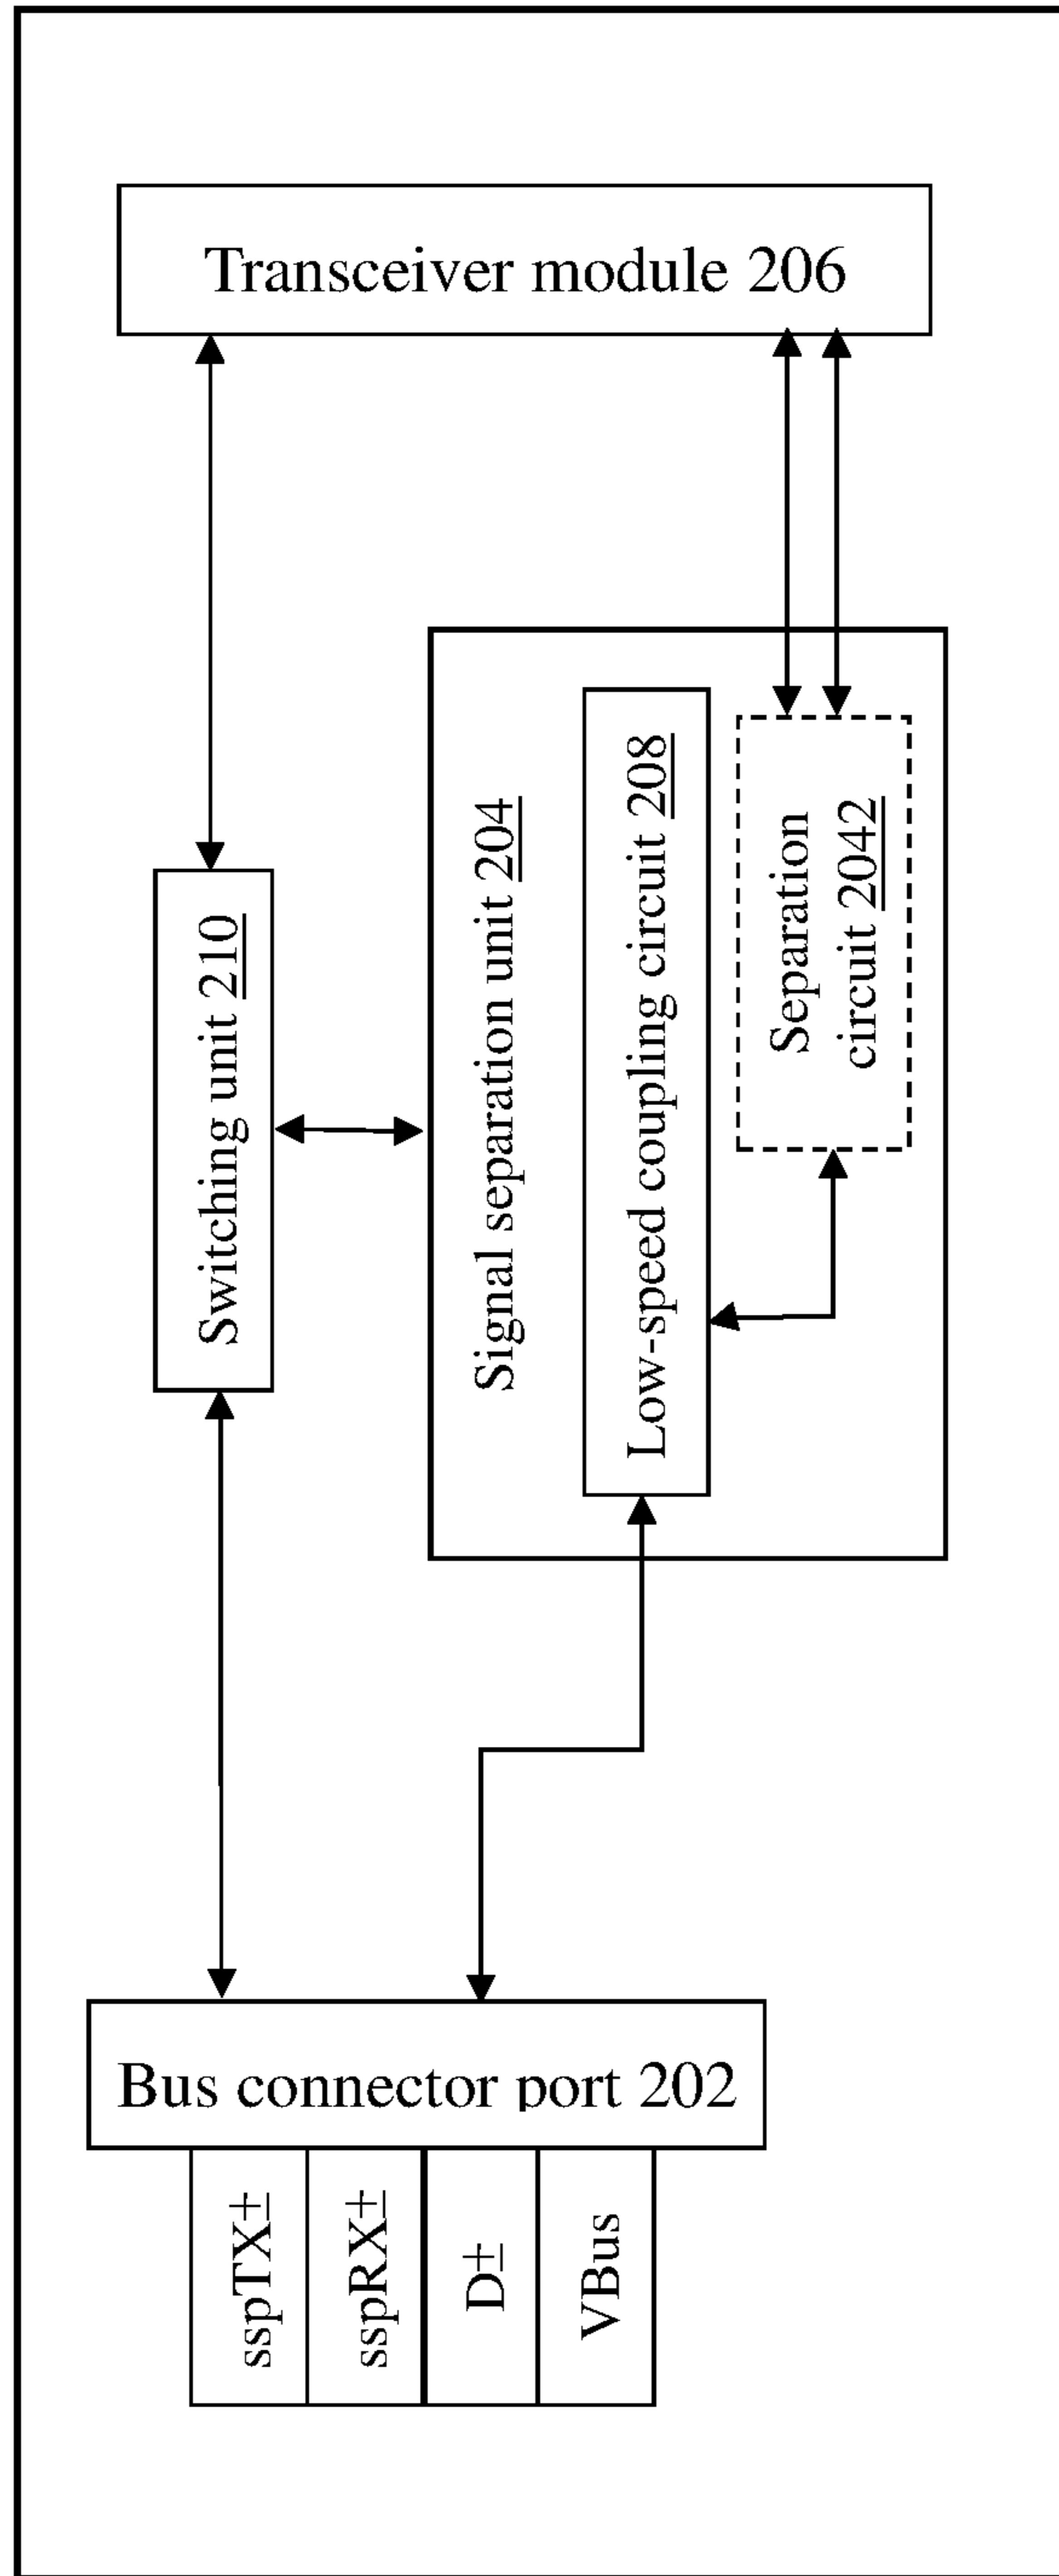 Transceiver module 206
Switching unit 210
Signal separation unit 204
Low-speed coupling circuit 208
Separation
circuit 2042
Bus connector port 202
sspTX±
sspRX±
D±
VBus